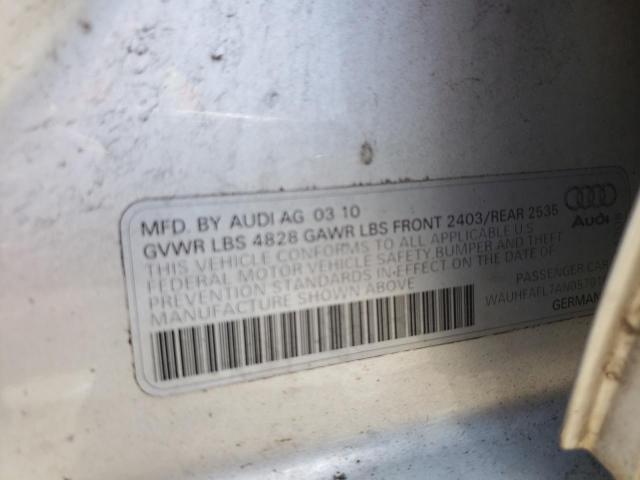 MFD. BY AUDI AG 03 10
GVWR LBS 4828 GAWR LBS FRONT 2403/REAR 2535
THIS VEHICLE CONFORMS TO ALL APPLICABLE U.S
FEDERAL MOTOR VEHICLE SAFETY,BUMPER AND THEFT
PREVENTION STANDARDS IN-EFFECT ON THE DATE OF
MANUFACTURE SHOWN ABOVE
Audi
PASSENGER CAR
GERMAN